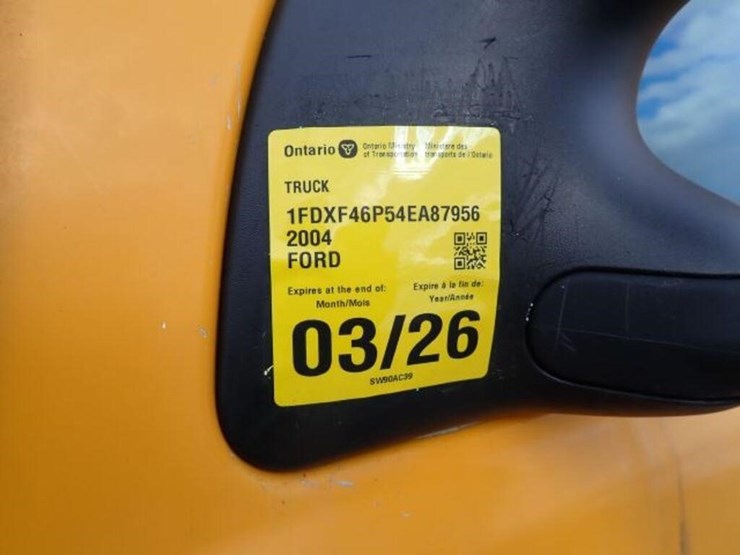 Ontario
Ontario Ministry of Transportation
Ministère des transports de l'Ontario
TRUCK
1FDXF46P54EA87956
2004
FORD
Expires at the end of:
Expire à la fin de:
Month/Mois
Year/Année
03/26
SW90AC39